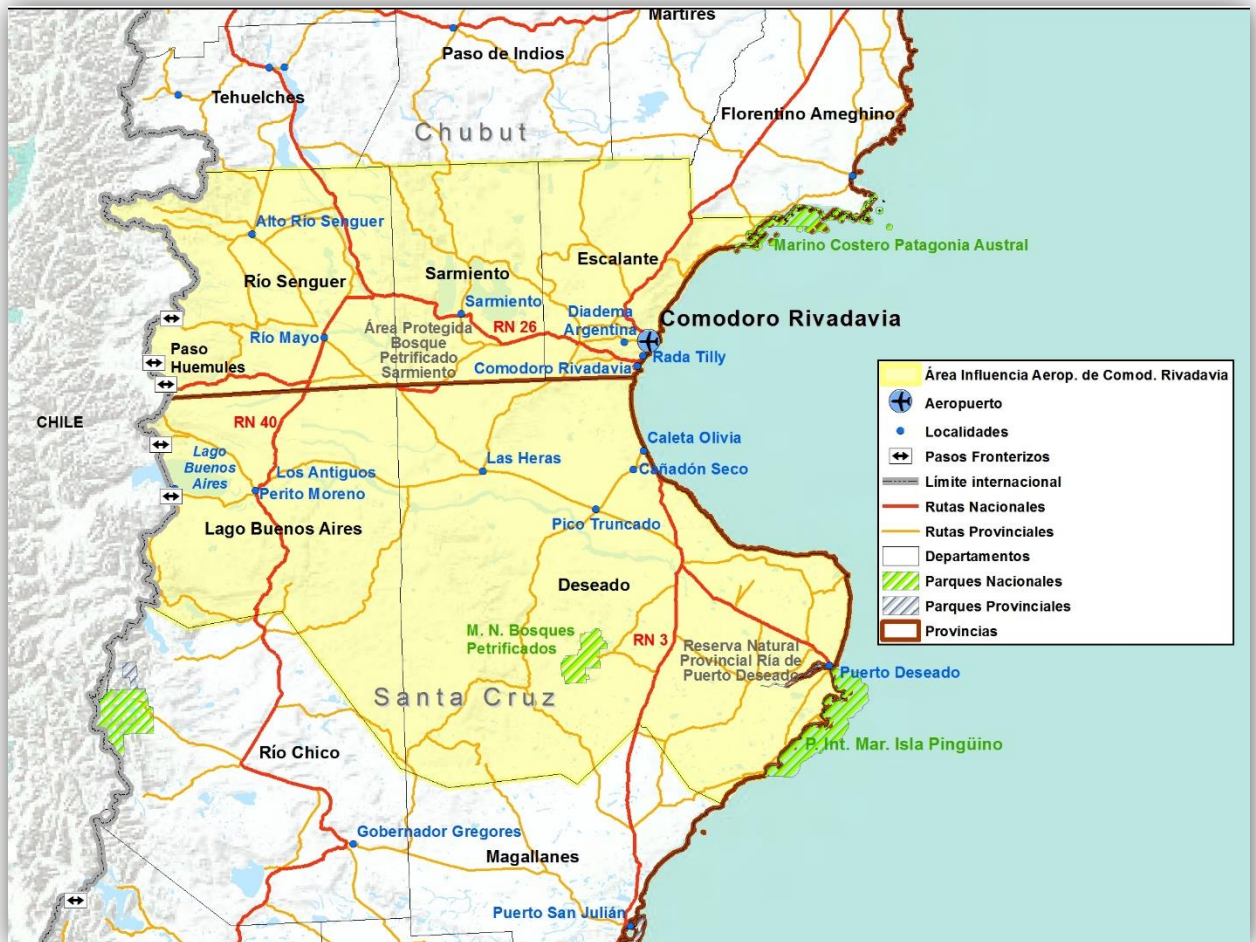 Martires
Paso de Indios
Tehuelches
Florentino Ameghino
Chubut
Alto Río Senguer
Marino Costero Patagonia Austral
Escalante
Río Senguer
Sarmiento
Sarmiento
Diadema
Argentina
Comodoro Rivadavia
Área Protegida
Bosque
Petrificado
Sarmiento
RN 26
Río Mayo
Paso
Huemules
Rada Tilly
Comodoro Rivadavia
CHILE
RN 40
Caleta Olivia
Lago
Buenos
Aires
Los Antiguos
Las Heras
Cañadón Seco
Perito Moreno
Pico Truncado
Lago Buenos Aires
Deseado
M. N. Bosques
Petrificados
RN 3
Reserva Natural
Provincial Ría de
Puerto Deseado
Puerto Deseado
Santa Cruz
P. Int. Mar. Isla Pingüino
Río Chico
Gobernador Gregores
Magallanes
Puerto San Julián
Área Influencia Aerop. de Comod. Rivadavia
Aeropuerto
Localidades
Pasos Fronterizos
Límite internacional
Rutas Nacionales
Rutas Provinciales
Departamentos
Parques Nacionales
Parques Provinciales
Provincias